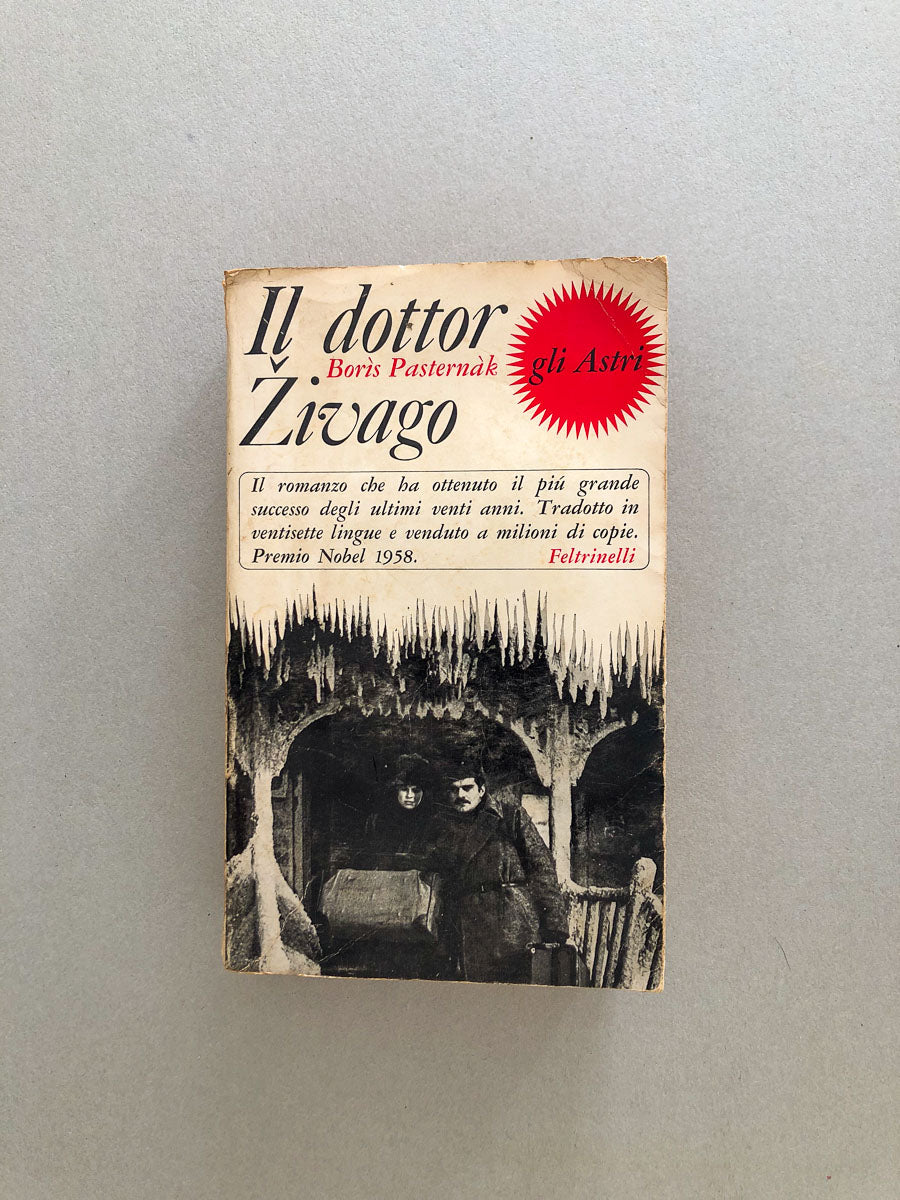 Il dottor
Borìs Pasternàk
Živago
gli Astri
Il romanzo che ha ottenuto il piú grande
successo degli ultimi venti anni. Tradotto in
ventisette lingue e venduto a milioni di copie.
Premio Nobel 1958. Feltrinelli